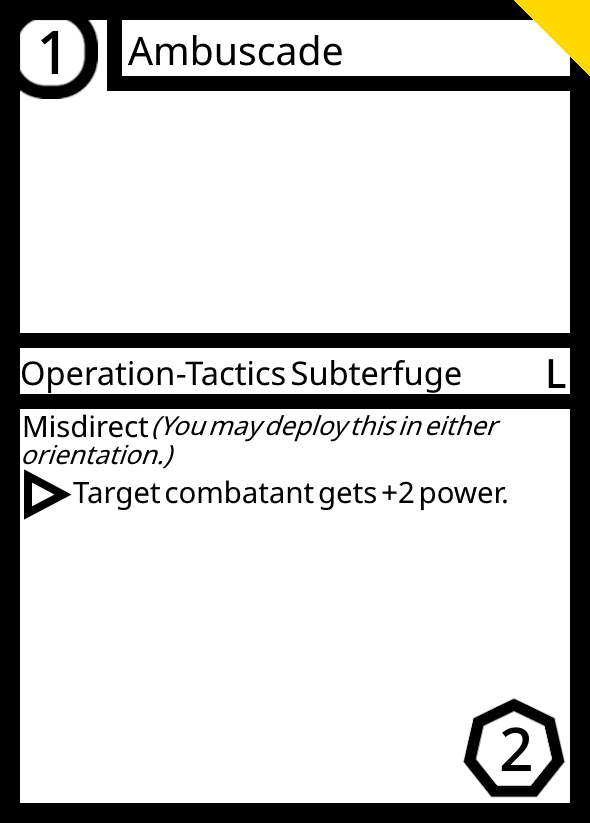 1
Ambuscade
Operation-Tactics Subterfuge L
Misdirect (You may deploy this in either
orientation.)
Target combatant gets +2 power.
2